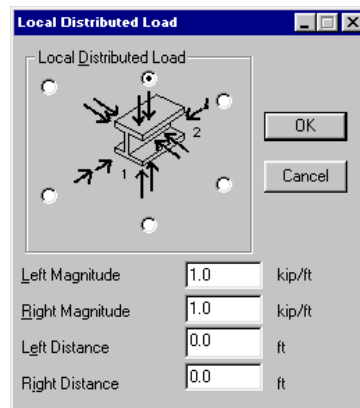 Local Distributed Load
Local Distributed Load
2
1
OK
Cancel
Left Magnitude 1.0 kip/ft
Right Magnitude 1.0 kip/ft
Left Distance 0.0 ft
Right Distance 0.0 ft